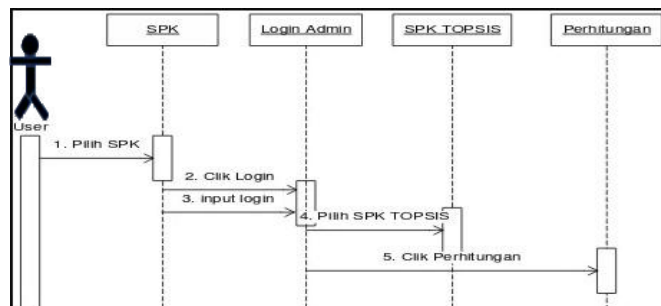 SPK
Login Admin
SPK TOPSIS
Perhitungan
User
1. Pilih SPK
2. Clik Login
3. input login
4. Pilih SPK TOPSIS
5. Clik Perhitungan